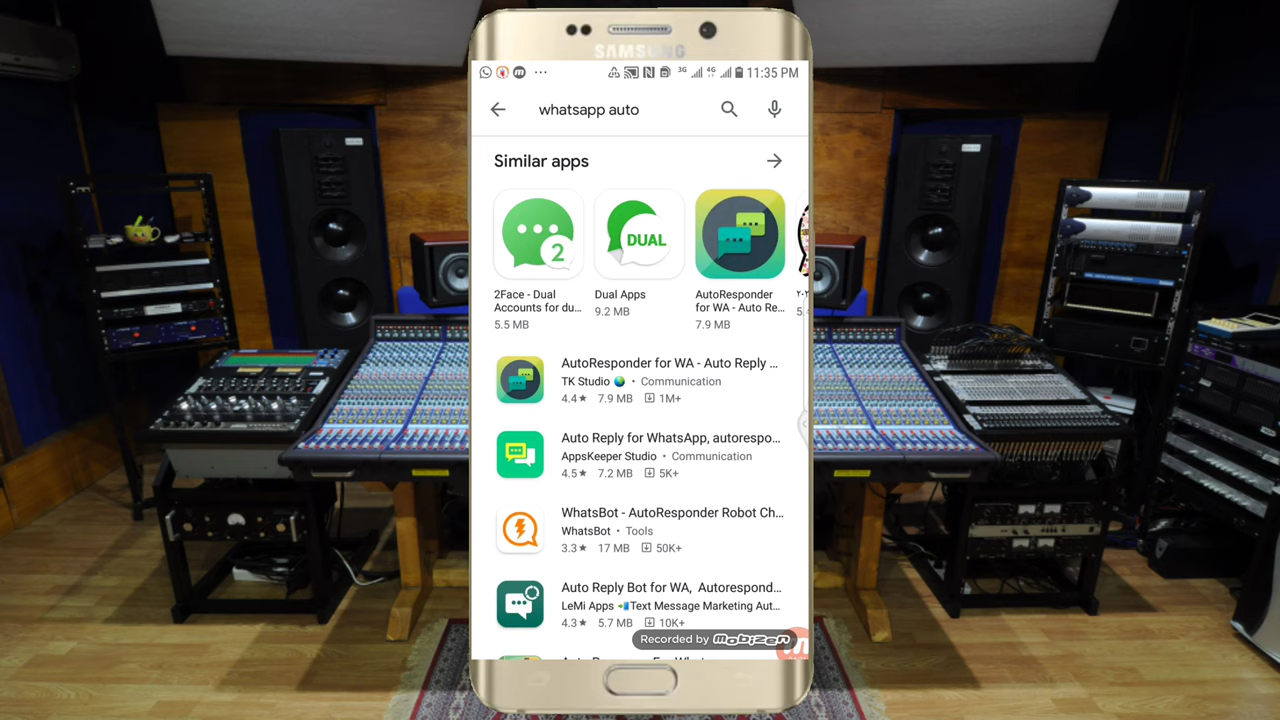 SAMSUNG
3G 4G 11:35 PM
whatsapp auto
Similar apps
2
DUAL
2Face - Dual
Accounts for du...
5.5 MB
Dual Apps
9.2 MB
AutoResponder
for WA - Auto Re...
7.9 MB
AutoResponder for WA - Auto Reply ...
TK Studio • Communication
4.4★ 7.9 MB 1M+
Auto Reply for WhatsApp, autorespo...
AppsKeeper Studio • Communication
4.5★ 7.2 MB 5K+
WhatsBot - AutoResponder Robot Ch...
WhatsBot • Tools
3.3★ 17 MB 50K+
Auto Reply Bot for WA, Autorespond...
LeMi Apps 📲Text Message Marketing Aut...
4.3★ 5.7 MB 10K+
Recorded by Mobizen